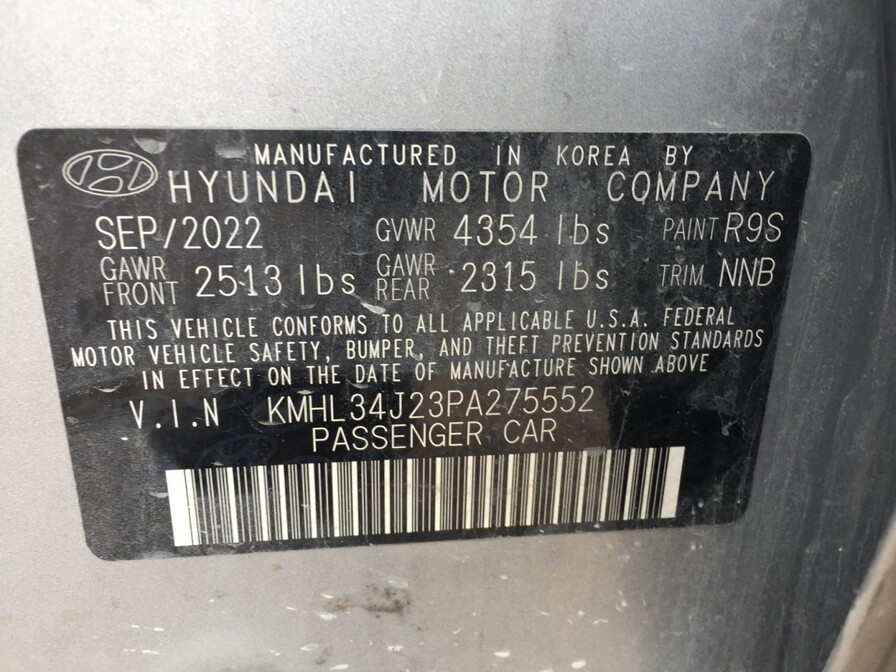 MANUFACTURED IN KOREA BY
HYUNDAI MOTOR COMPANY
SEP/2022 GVWR 4354 lbs PAINT R9S
GAWR FRONT 2513 lbs GAWR REAR 2315 lbs TRIM NNB
THIS VEHICLE CONFORMS TO ALL APPLICABLE U.S.A. FEDERAL
MOTOR VEHICLE SAFETY, BUMPER, AND THEFT PREVENTION STANDARDS
IN EFFECT ON THE DATE OF MANUFACTURE SHOWN ABOVE
V.I.N KMHL34J23PA275552
PASSENGER CAR